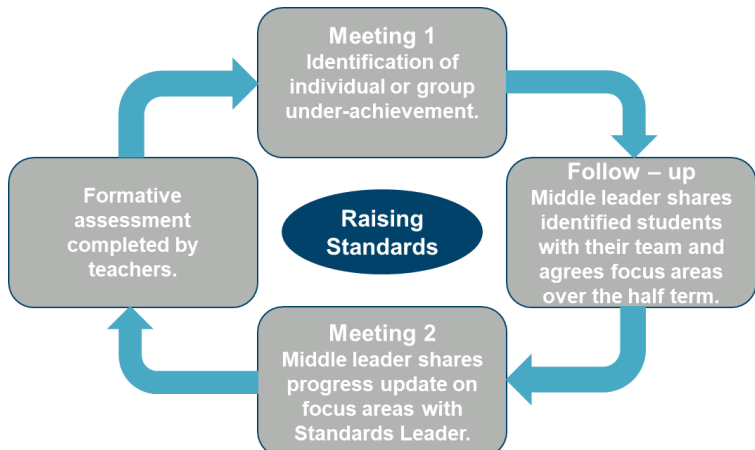 Meeting 1
Identification of
individual or group
under-achievement.
Follow – up
Middle leader shares
identified students
with their team and
agrees focus areas
over the half term.
Meeting 2
Middle leader shares
progress update on
focus areas with
Standards Leader.
Formative
assessment
completed by
teachers.
Raising
Standards